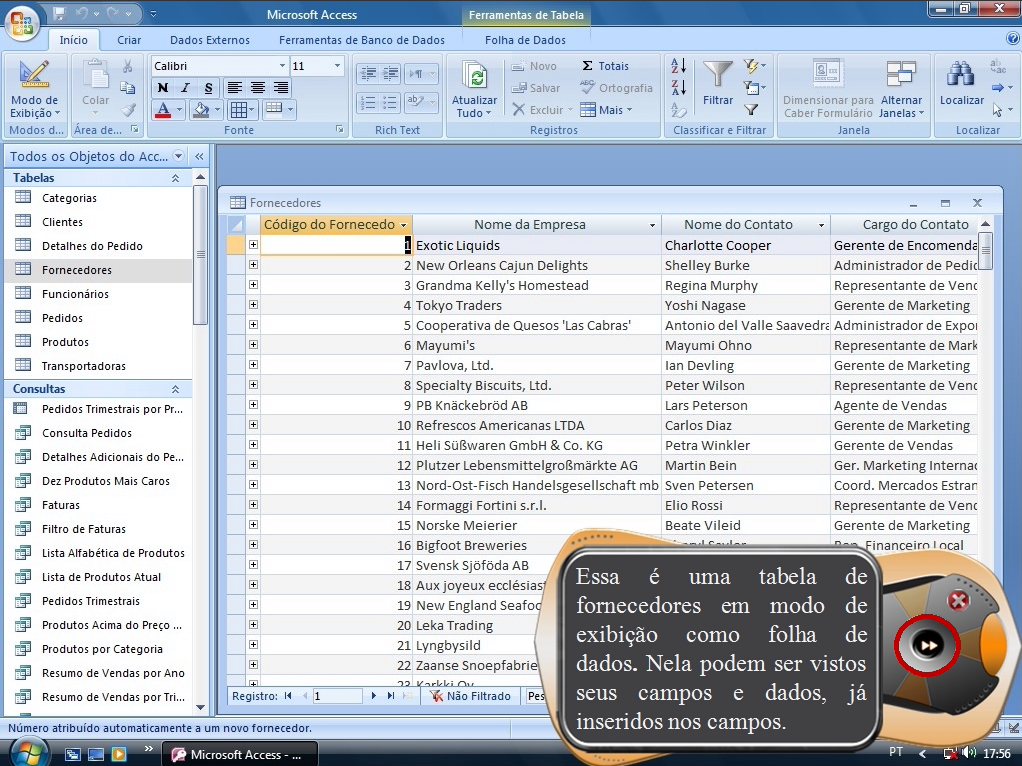 Microsoft Access
Ferramentas de Tabela
Início
Criar
Dados Externos
Ferramentas de Banco de Dados
Folha de Dados
Modo de Exibição
Modos d...
Colar
Área de...
Calibri
11
N I S
A
Fonte
ab
Rich Text
Atualizar Tudo
Novo
Salvar
Excluir
Totais
Ortografia
Mais
Registros
Filtrar
Classificar e Filtrar
Dimensionar para Caber Formulário
Alternar Janelas
Janela
Localizar
Localizar
Todos os Objetos do Acc...
Tabelas
Categorias
Clientes
Detalhes do Pedido
Fornecedores
Funcionários
Pedidos
Produtos
Transportadoras
Consultas
Pedidos Trimestrais por Pr...
Consulta Pedidos
Detalhes Adicionais do Pe...
Dez Produtos Mais Caros
Faturas
Filtro de Faturas
Lista Alfabética de Produtos
Lista de Produtos Atual
Pedidos Trimestrais
Produtos Acima do Preço ...
Produtos por Categoria
Resumo de Vendas por Ano
Resumo de Vendas por Tri...
Fornecedores
Código do Fornecedo Nome da Empresa Nome do Contato Cargo do Contato
1 Exotic Liquids Charlotte Cooper Gerente de Encomenda
2 New Orleans Cajun Delights Shelley Burke Administrador de Pedid
3 Grandma Kelly's Homestead Regina Murphy Representante de Venc
4 Tokyo Traders Yoshi Nagase Gerente de Marketing
5 Cooperativa de Quesos 'Las Cabras' Antonio del Valle Saavedra Administrador de Expor
6 Mayumi's Mayumi Ohno Representante de Mark
7 Pavlova, Ltd. Ian Devling Gerente de Marketing
8 Specialty Biscuits, Ltd. Peter Wilson Representante de Venc
9 PB Knäckebröd AB Lars Peterson Agente de Vendas
10 Refrescos Americanas LTDA Carlos Diaz Gerente de Marketing
11 Heli Süßwaren GmbH & Co. KG Petra Winkler Gerente de Vendas
12 Plutzer Lebensmittelgroßmärkte AG Martin Bein Ger. Marketing Internac
13 Nord-Ost-Fisch Handelsgesellschaft mb Sven Petersen Coord. Mercados Estran
14 Formaggi Fortini s.r.l. Elio Rossi Representante de Venc
15 Norske Meierier Beate Vileid Gerente de Marketing
16 Bigfoot Breweries Rep. Financeiro Local
17 Svensk Sjöföda AB
18 Aux joyeux ecclésiast
19 New England Seafoo
20 Leka Trading
21 Lyngbysild
22 Zaanse Snoepfabrie
23 Karkki Oy
Registro: 1 Não Filtrado Pes
Essa é uma tabela de
fornecedores em modo de
exibição como folha de
dados. Nela podem ser vistos
seus campos e dados, já
inseridos nos campos.
Número atribuído automaticamente a um novo fornecedor.
Microsoft Access - ...
PT
17:56